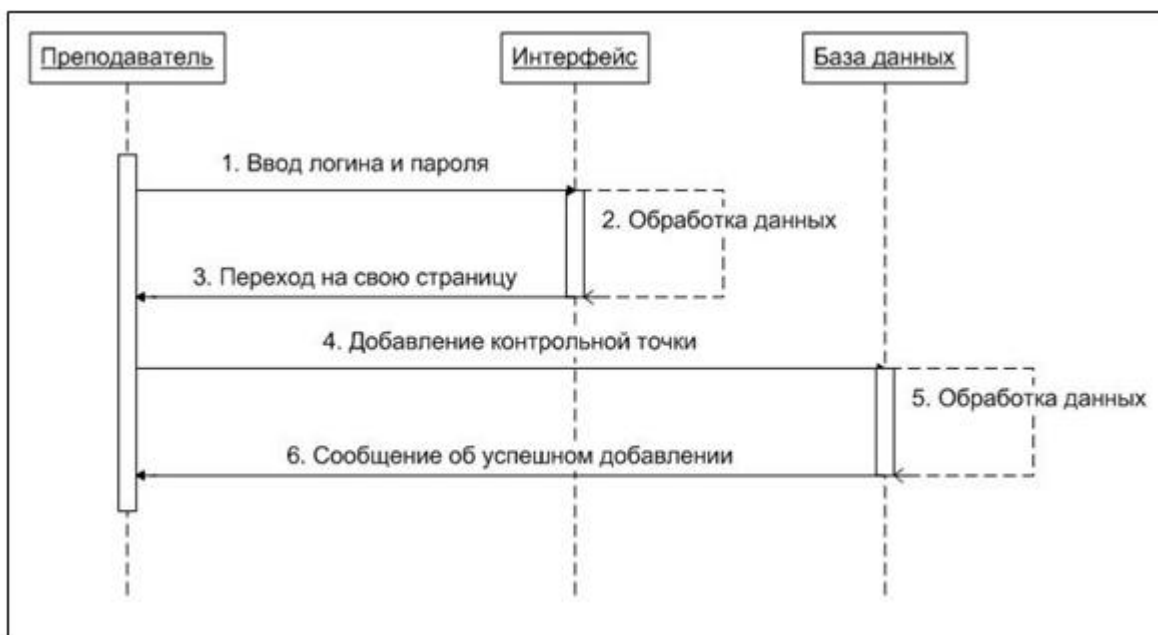 Преподаватель
Интерфейс
База данных
1. Ввод логина и пароля
2. Обработка данных
3. Переход на свою страницу
4. Добавление контрольной точки
5. Обработка данных
6. Сообщение об успешном добавлении